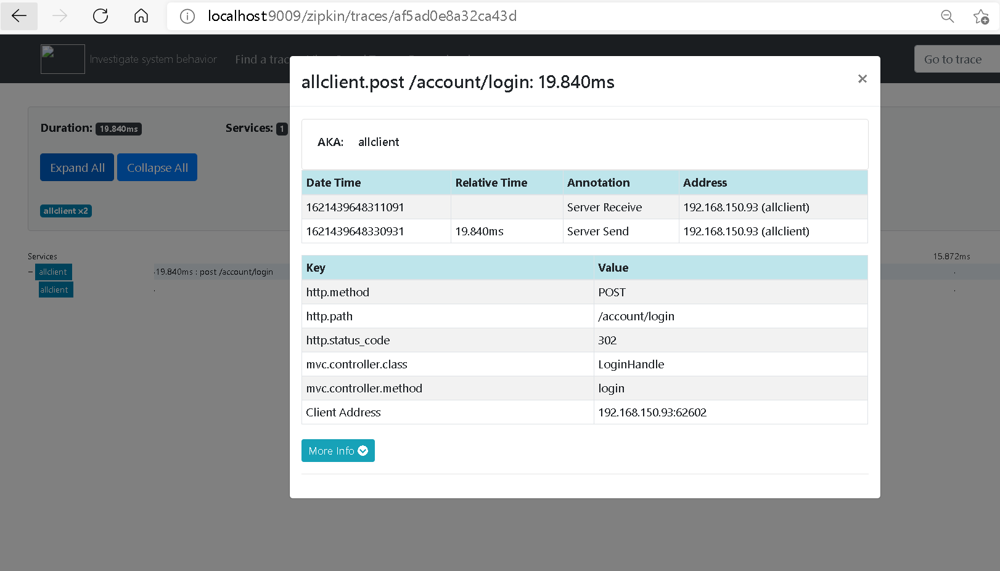 localhost:9009/zipkin/traces/af5ad0e8a32ca43d
Investigate system behavior
Find a trac
Go to trace
allclient.post /account/login: 19.840ms
×
Duration: 19.840ms
Services: 1
AKA: allclient
Expand All
Collapse All
Date Time Relative Time Annotation Address
1621439648311091 Server Receive 192.168.150.93 (allclient)
1621439648330931 19.840ms Server Send 192.168.150.93 (allclient)
allclient x2
Services
15.872ms
− allclient
19.840ms : post /account/login
allclient
Key Value
http.method POST
http.path /account/login
http.status_code 302
mvc.controller.class LoginHandle
mvc.controller.method login
Client Address 192.168.150.93:62602
More Info